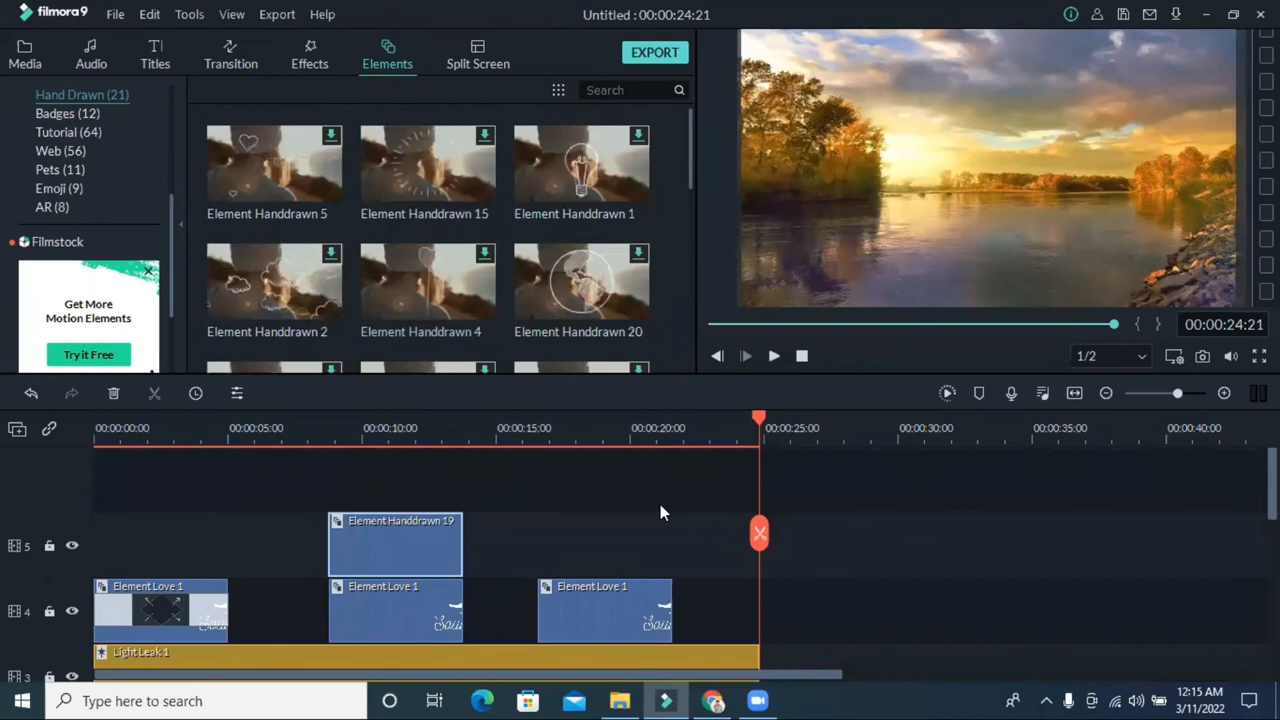 filmora9 File Edit Tools View Export Help Untitled : 00:00:24:21
Media Audio Titles Transition Effects Elements Split Screen EXPORT
Hand Drawn (21)
Badges (12)
Tutorial (64)
Web (56)
Pets (11)
Emoji (9)
AR (8)
Filmstock
Get More
Motion Elements
Try it Free
Search
Element Handdrawn 5 Element Handdrawn 15 Element Handdrawn 1
Element Handdrawn 2 Element Handdrawn 4 Element Handdrawn 20
00:00:24:21
1/2
00:00:00:00 00:00:05:00 00:00:10:00 00:00:15:00 00:00:20:00 00:00:25:00 00:00:30:00 00:00:35:00 00:00:40:00
Element Handdrawn 19
5
Element Love 1 Element Love 1 Element Love 1
4
Light Leak 1
3
Type here to search
12:15 AM
3/11/2022